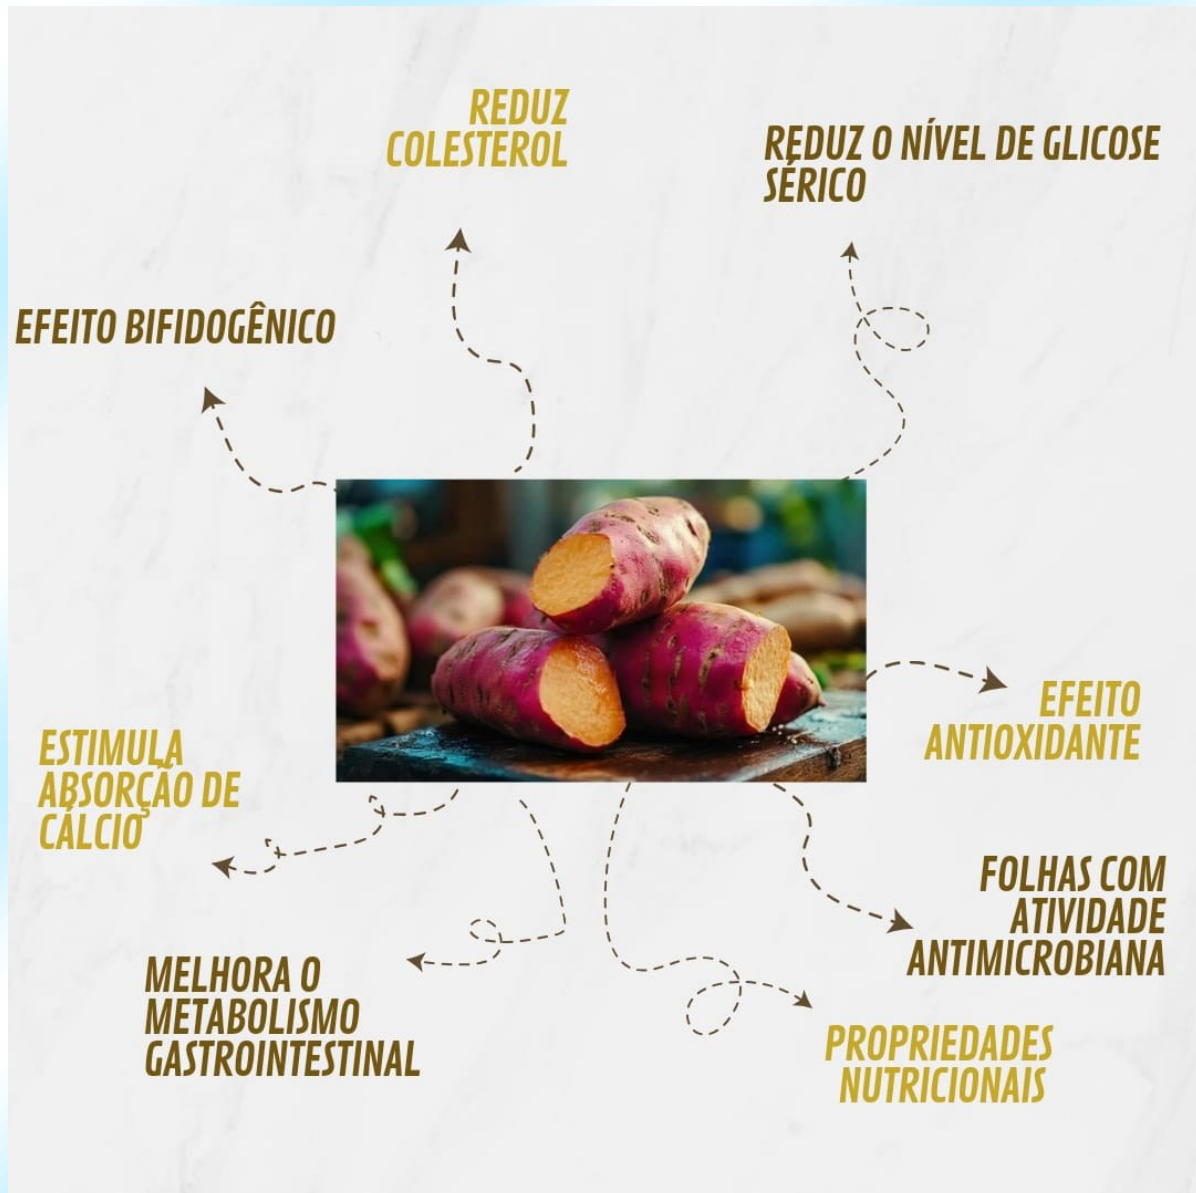 REDUZ
COLESTEROL
REDUZ O NÍVEL DE GLICOSE
SÉRICO
EFEITO BIFIDOGÊNICO
EFEITO
ANTIOXIDANTE
ESTIMULA
ABSORÇÃO DE
CÁLCIO
FOLHAS COM
ATIVIDADE
ANTIMICROBIANA
MELHORA O
METABOLISMO
GASTROINTESTINAL
PROPRIEDADES
NUTRICIONAIS